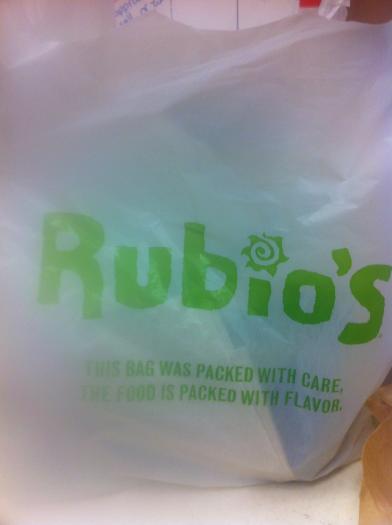 Rubio's
THIS BAG WAS PACKED WITH CARE,
THE FOOD IS PACKED WITH FLAVOR.